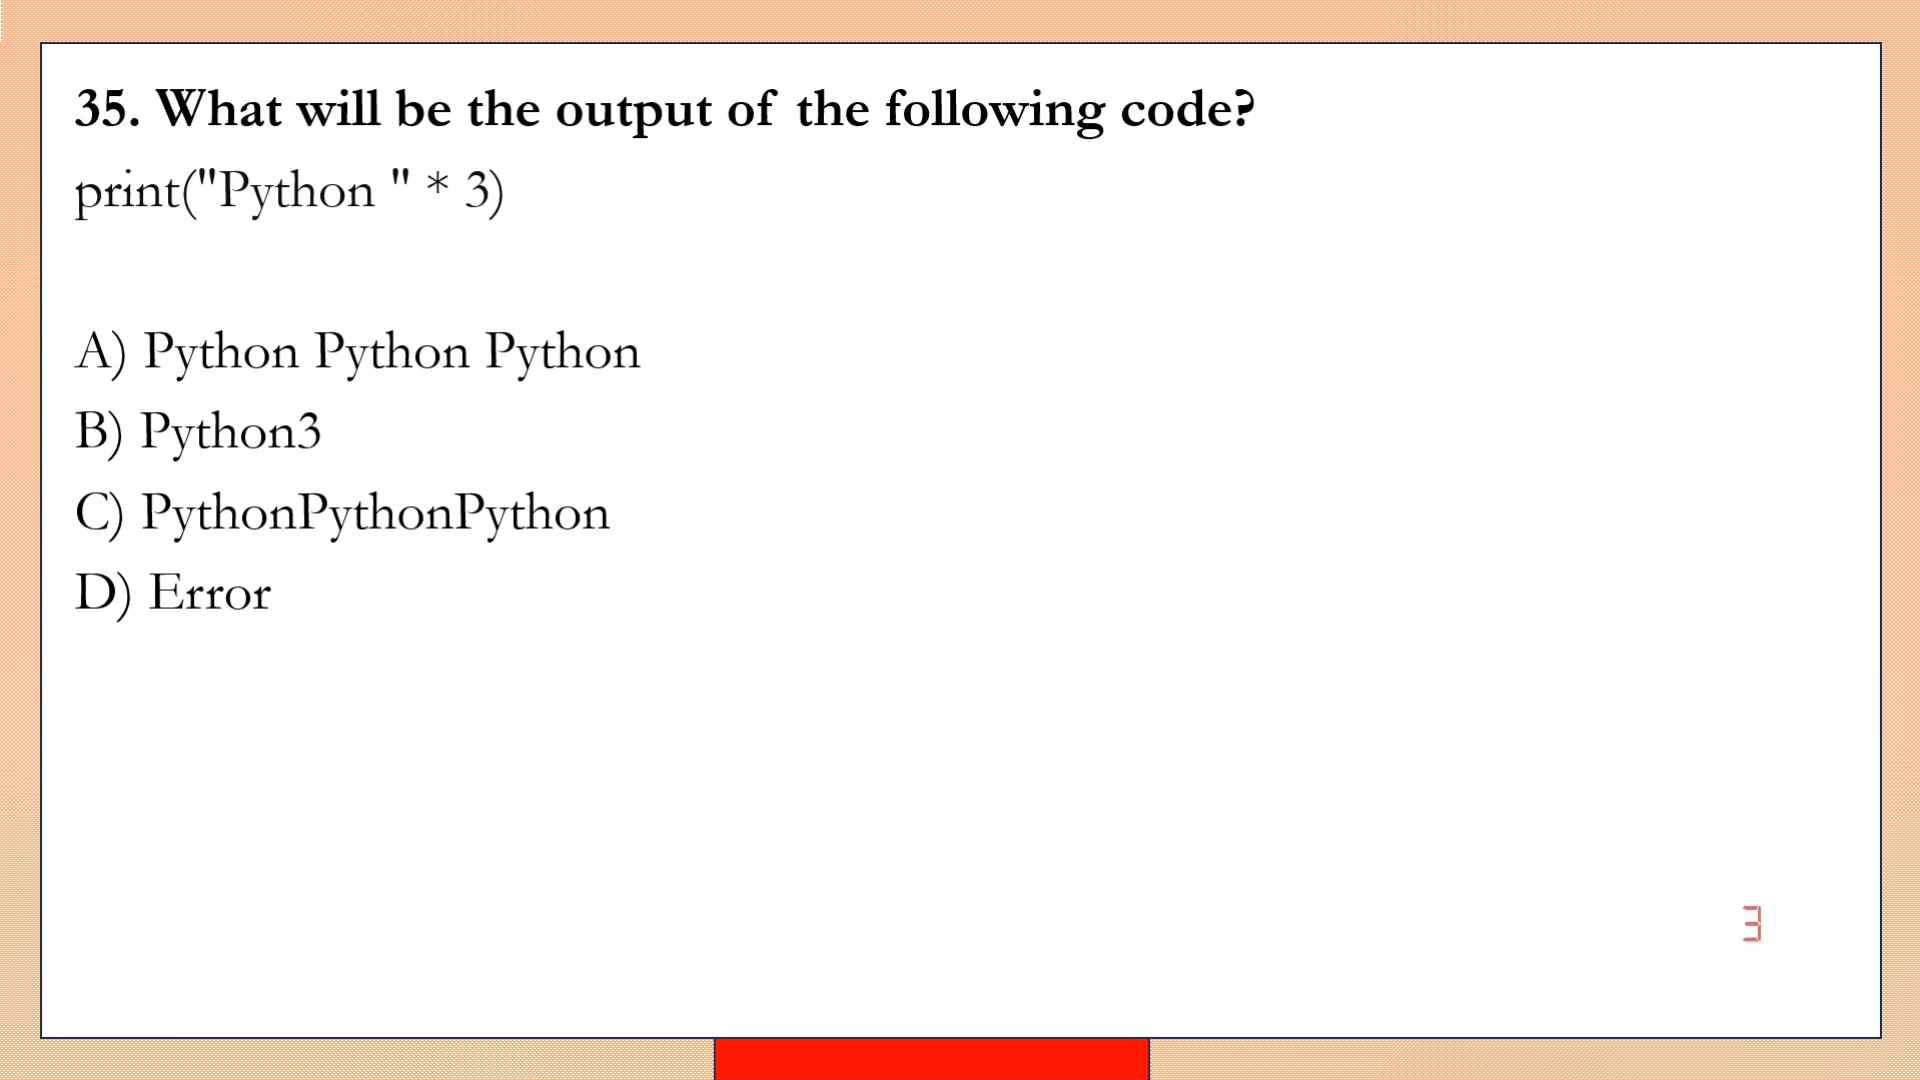 35. What will be the output of the following code?
print("Python " * 3)
A) Python Python Python
B) Python3
C) PythonPythonPython
D) Error
3